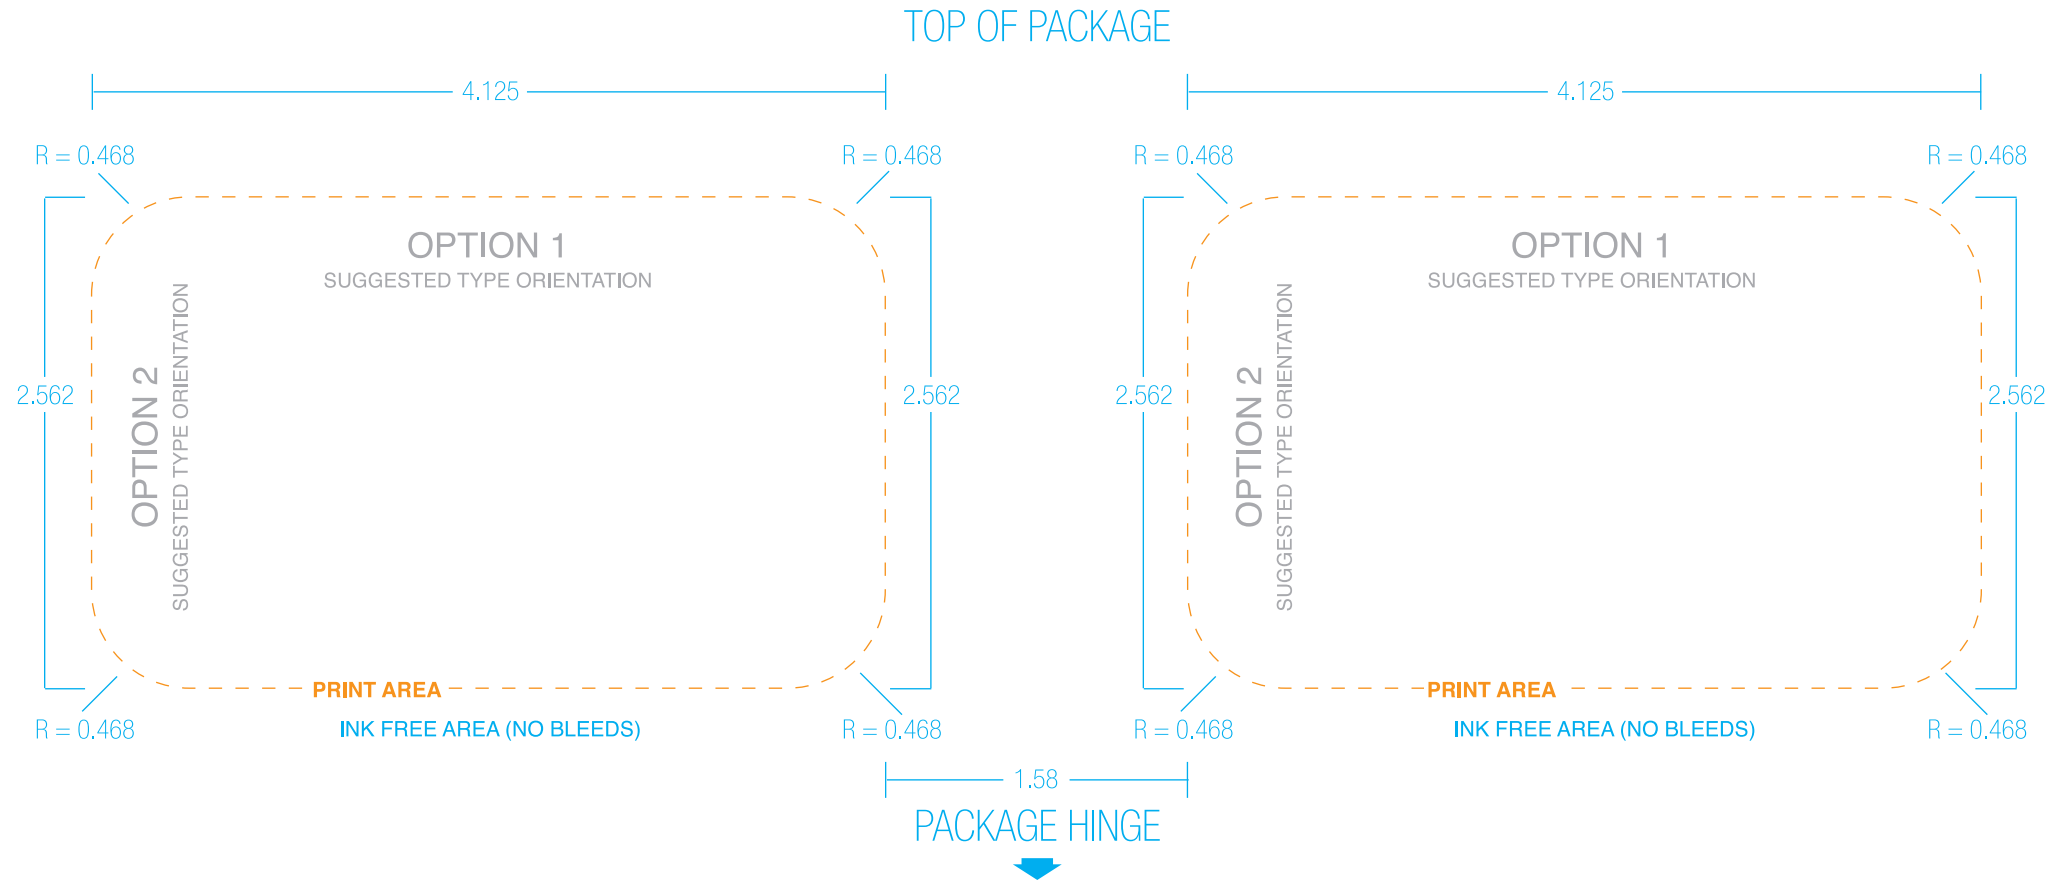 TOP OF PACKAGE
4.125
4.125
R = 0.468
R = 0.468
R = 0.468
R = 0.468
OPTION 1
SUGGESTED TYPE ORIENTATION
OPTION 1
SUGGESTED TYPE ORIENTATION
2.562
OPTION 2
SUGGESTED TYPE ORIENTATION
2.562
2.562
OPTION 2
SUGGESTED TYPE ORIENTATION
2.562
PRINT AREA
PRINT AREA
R = 0.468
INK FREE AREA (NO BLEEDS)
R = 0.468
R = 0.468
INK FREE AREA (NO BLEEDS)
R = 0.468
1.58
PACKAGE HINGE